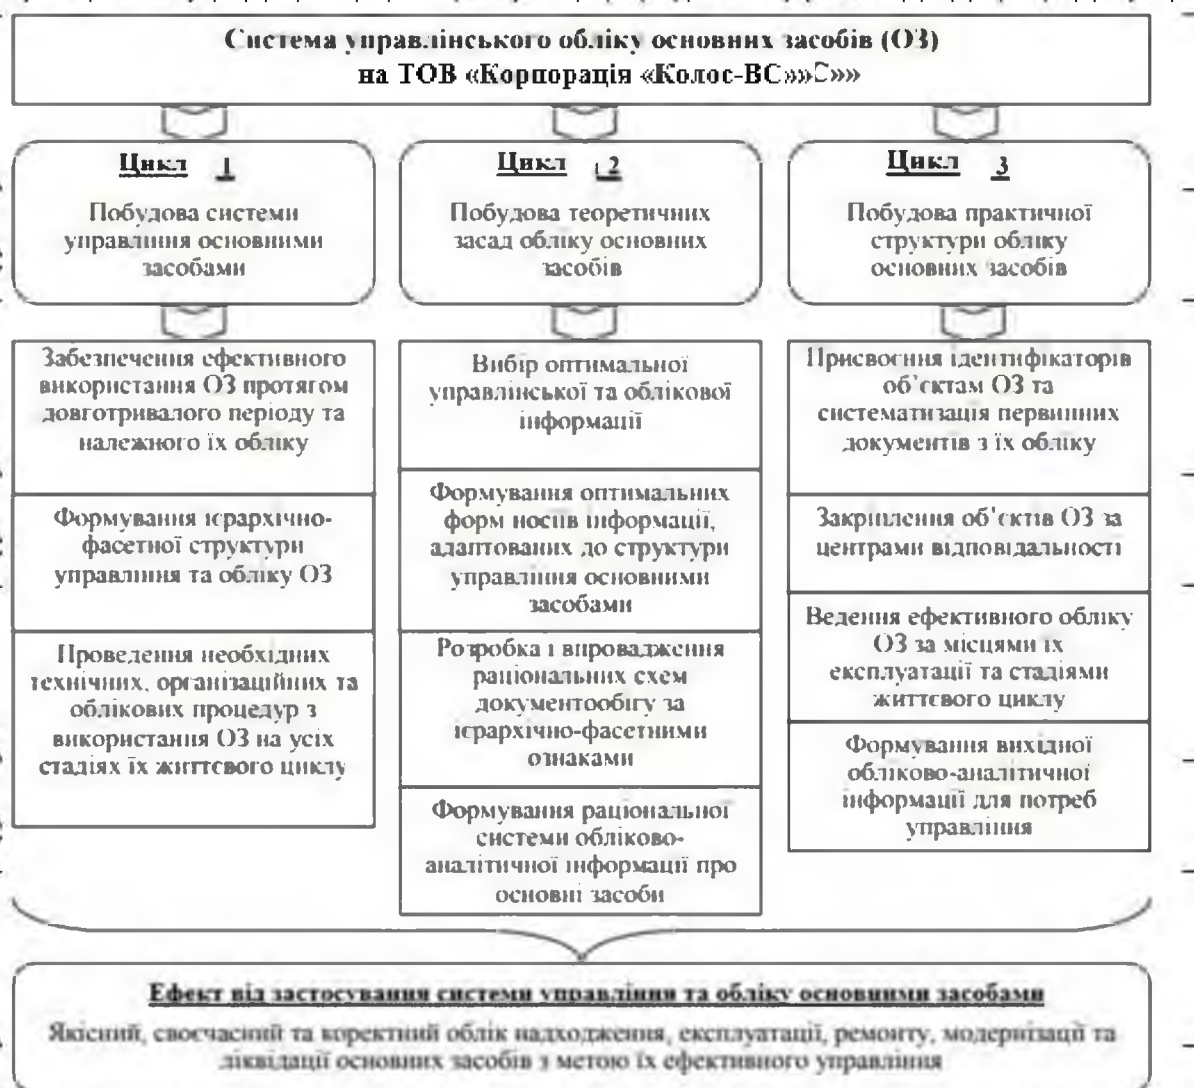 Система управлінського обліку основних засобів (ОЗ)
на ТОВ «Корпорація «Колос-ВС»»С»»
Цикл 1
Побудова системи
управління основними
засобами
Цикл 2
Побудова теоретичних
засад обліку основних
засобів
Цикл 3
Побудова практичної
структури обліку
основних засобів
Забезпечення ефективного
використання ОЗ протягом
довготривалого періоду та
належного їх обліку
Формування ієрархічно-
фасетної структури
управління та обліку ОЗ
Проведення необхідних
технічних, організаційних та
облікових процедур з
використання ОЗ на усіх
стадіях їх життєвого циклу
Вибір оптимальної
управлінської та облікової
інформації
Формування оптимальних
форм носіїв інформації,
адаптованих до структури
управління основними
засобами
Розробка і впровадження
раціональних схем
документообігу за
ієрархічно-фасетними
ознаками
Формування раціональної
системи обліково-
аналітичної інформації про
основні засоби
Присвоєння ідентифікаторів
об'єктам ОЗ та
систематизація первинних
документів з їх обліку
Закріплення об'єктів ОЗ за
центрами відповідальності
Ведення ефективного обліку
ОЗ за місцями їх
експлуатації та стадіями
життєвого циклу
Формування вихідної
обліково-аналітичної
інформації для потреб
управління
Ефект від застосування системи управління та обліку основними засобами
Якісний, своєчасний та коректний облік надходження, експлуатації, ремонту, модернізації та
ліквідації основних засобів з метою їх ефективного управління